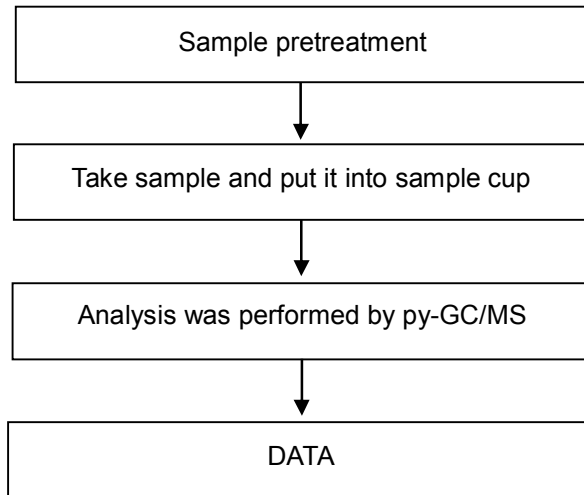 Sample pretreatment
Take sample and put it into sample cup
Analysis was performed by py-GC/MS
DATA